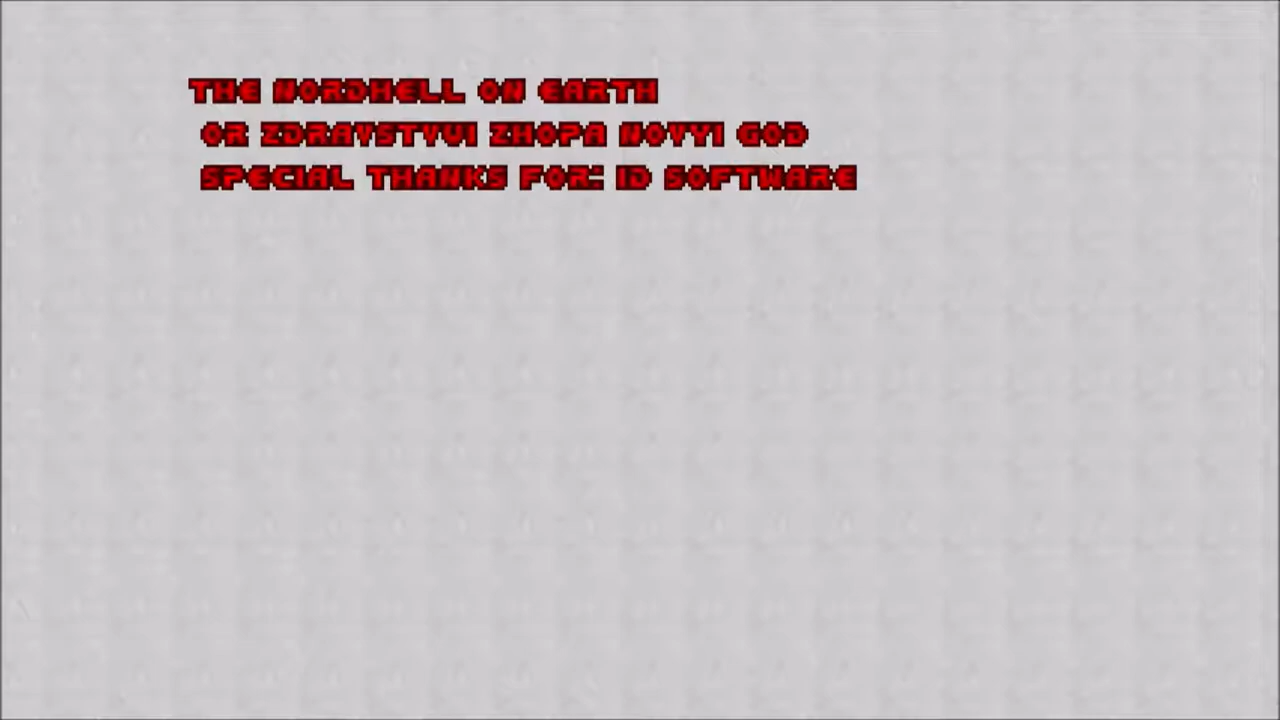 THE NORDHELL ON EARTH
OR ZDRAVSTVUI ZHOPA NOVYI GOD
SPECIAL THANKS FOR: ID SOFTWARE